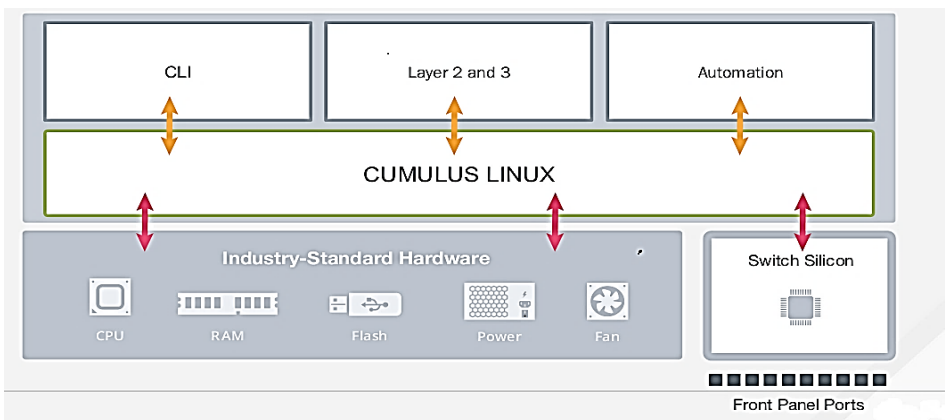 CLI
Layer 2 and 3
Automation
CUMULUS LINUX
Industry-Standard Hardware
Switch Silicon
CPU
RAM
Flash
Power
Fan
Front Panel Ports